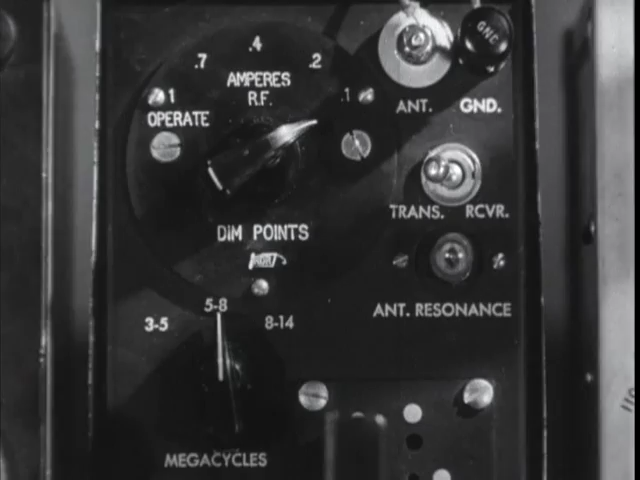 .4
.7 .2
AMPERES
R.F.
1 .1
OPERATE
ANT. GND.
TRANS. RCVR.
DIM POINTS
ANT. RESONANCE
5-8
3-5 8-14
MEGACYCLES